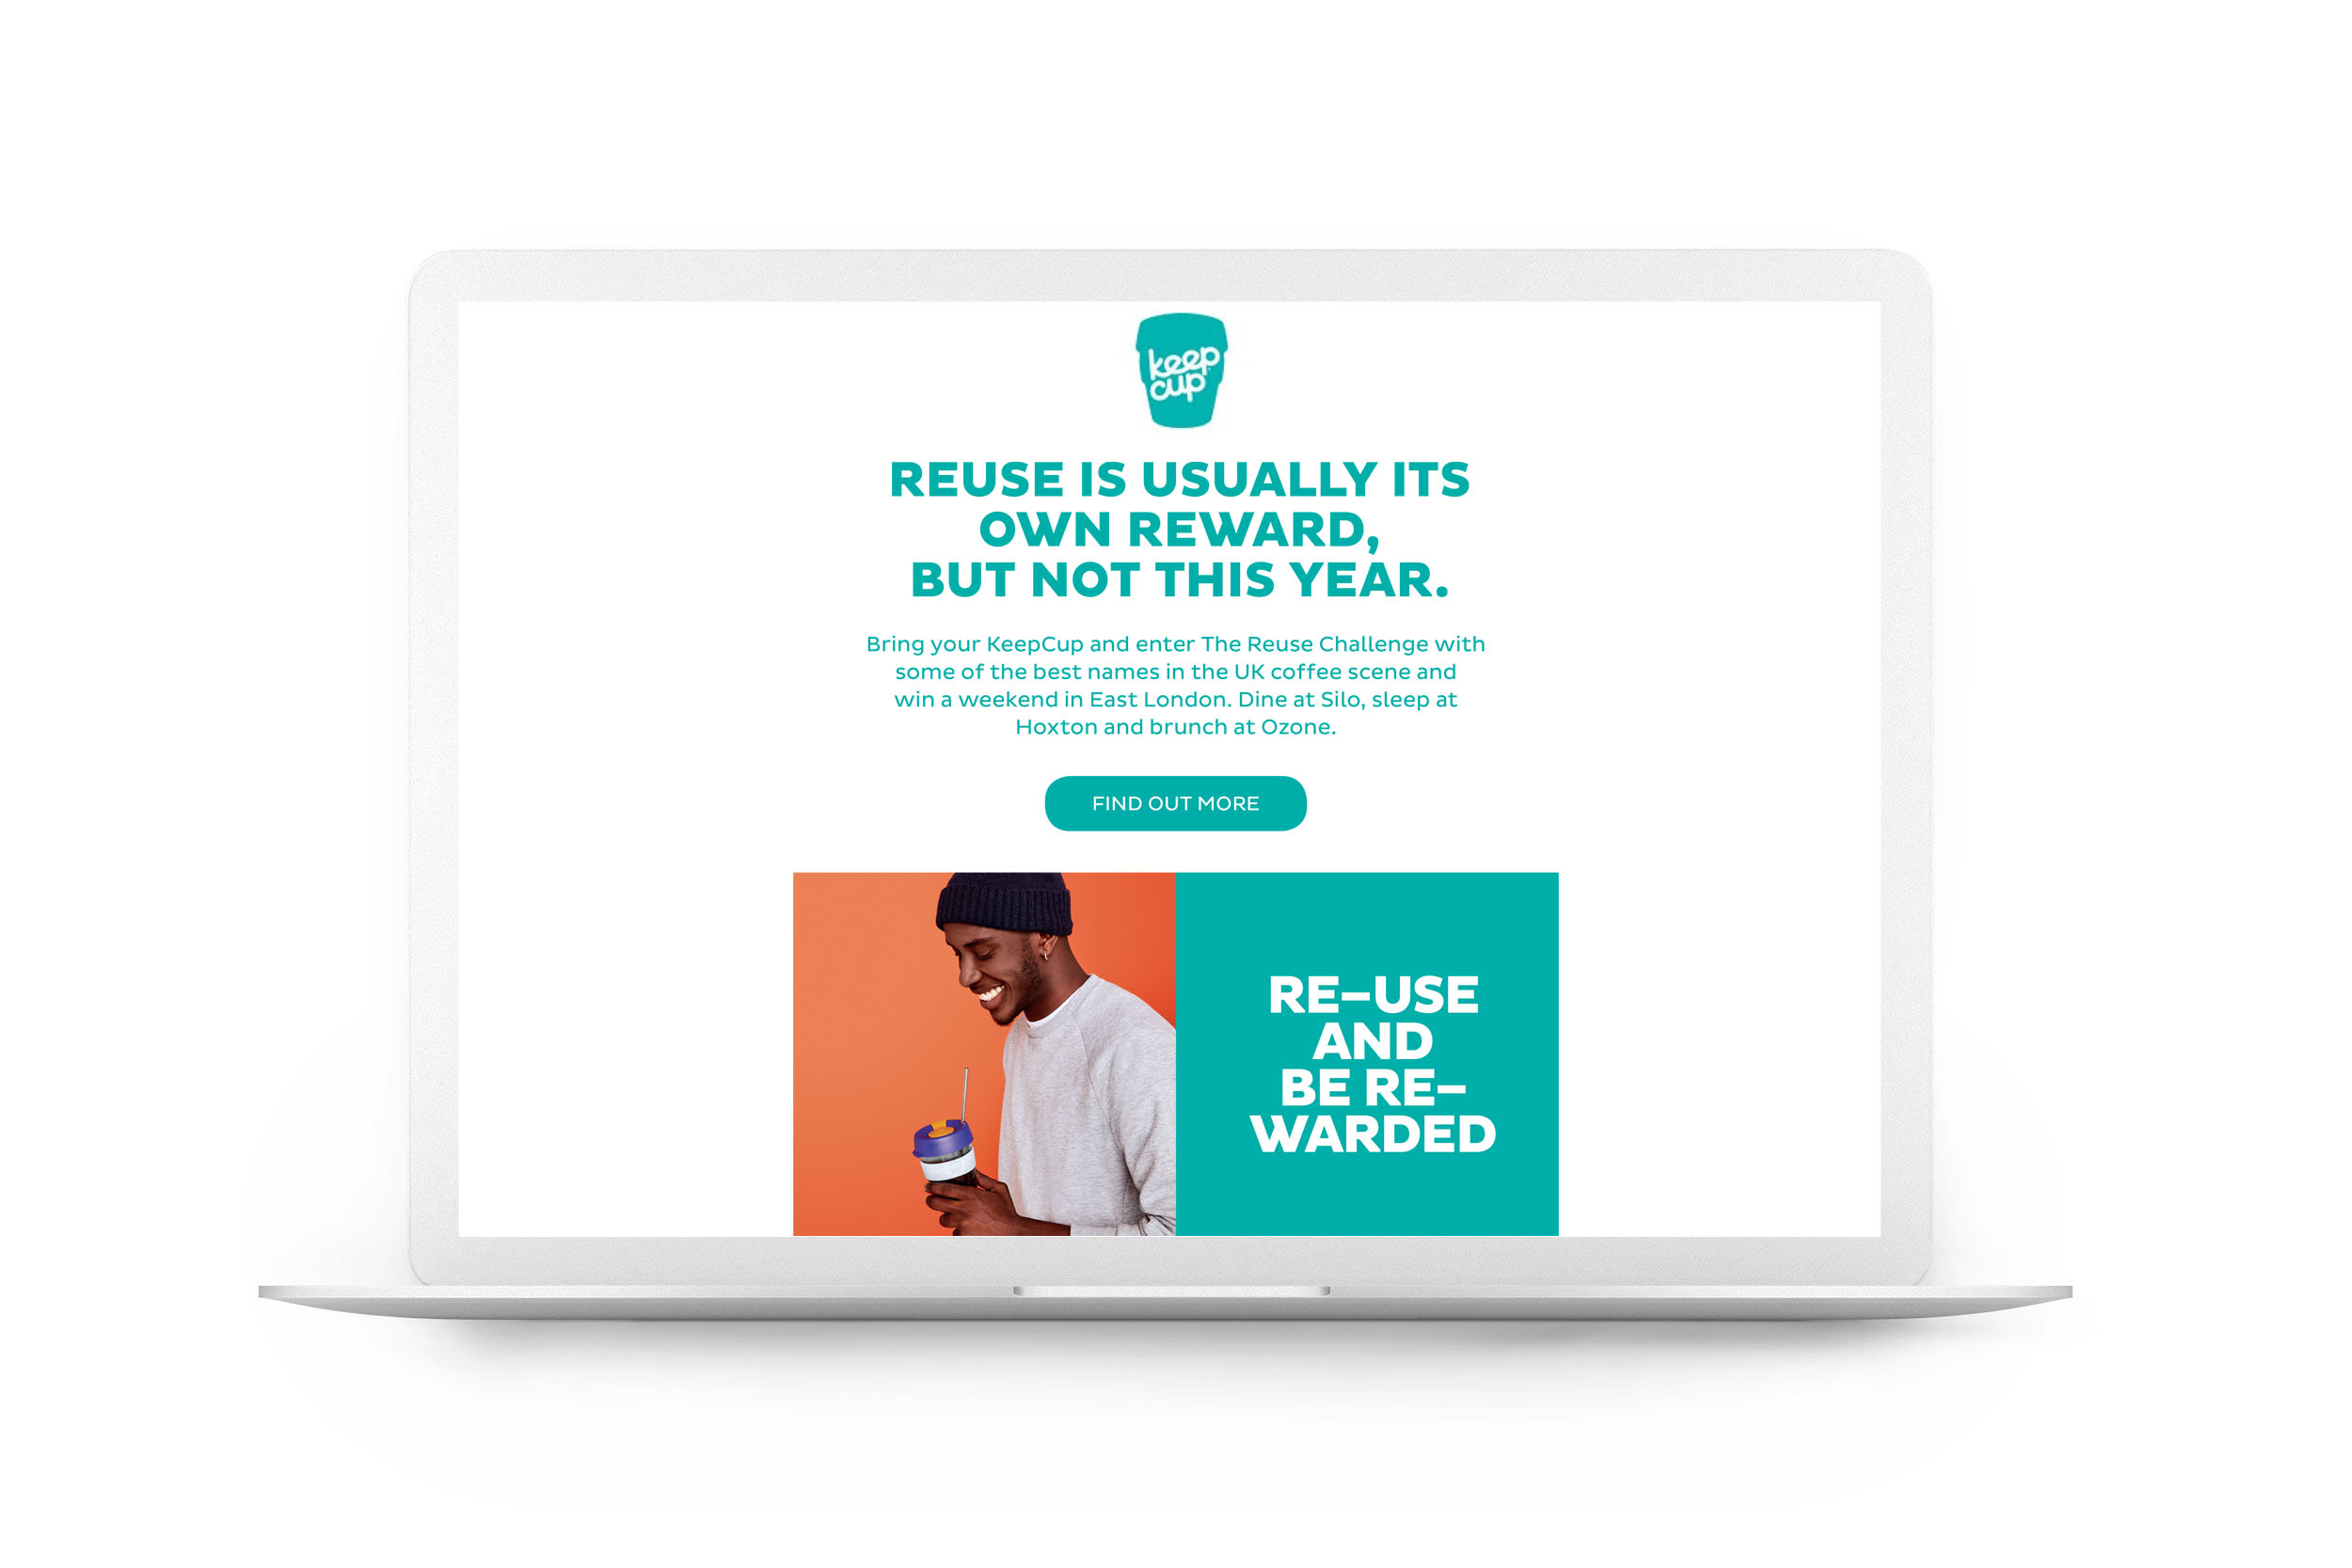 keep
cup
REUSE IS USUALLY ITS
OWN REWARD,
BUT NOT THIS YEAR.
Bring your KeepCup and enter The Reuse Challenge with
some of the best names in the UK coffee scene and
win a weekend in East London. Dine at Silo, sleep at
Hoxton and brunch at Ozone.
FIND OUT MORE
RE–USE
AND
BE RE–
WARDED